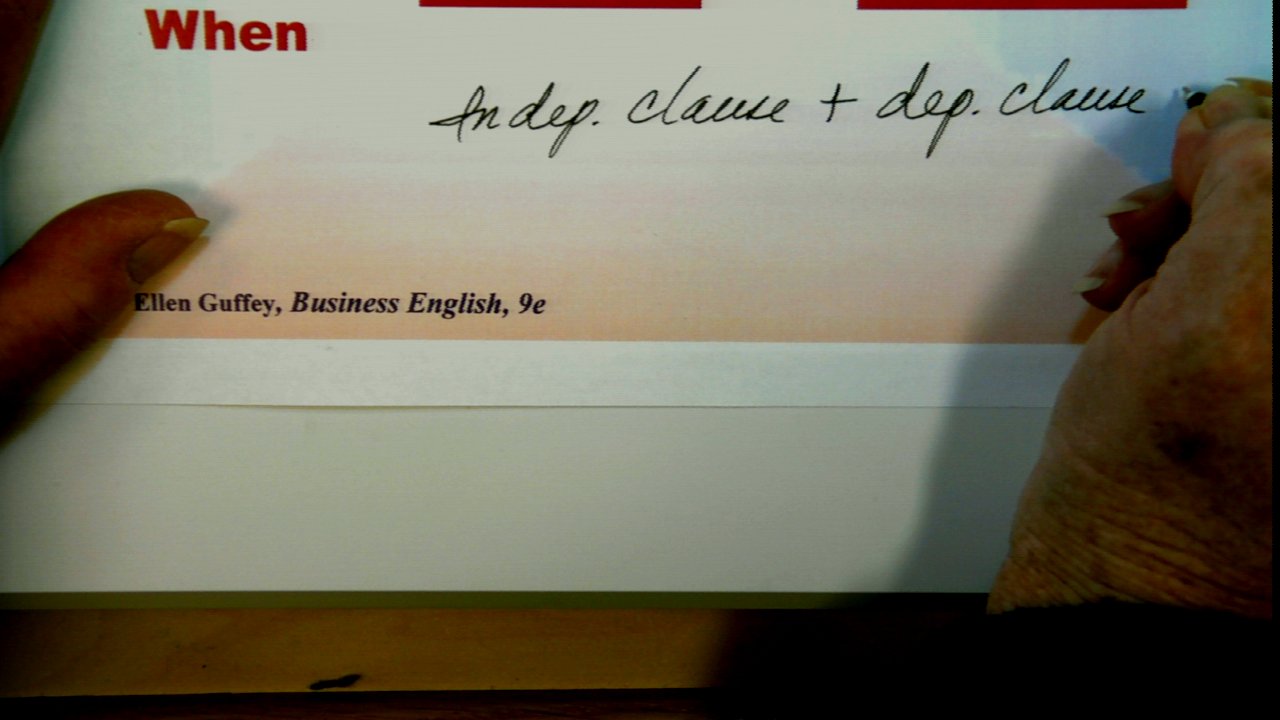 When
Indep. clause + dep. clause
Ellen Guffey, Business English, 9e